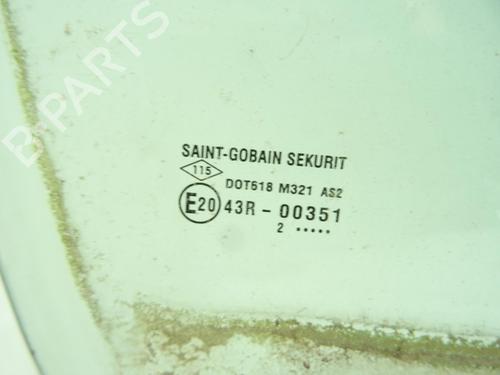 B-PARTS
SAINT-GOBAIN SEKURIT
115
DOT618 M321 AS2
E20 43R - 00351
2 •••••